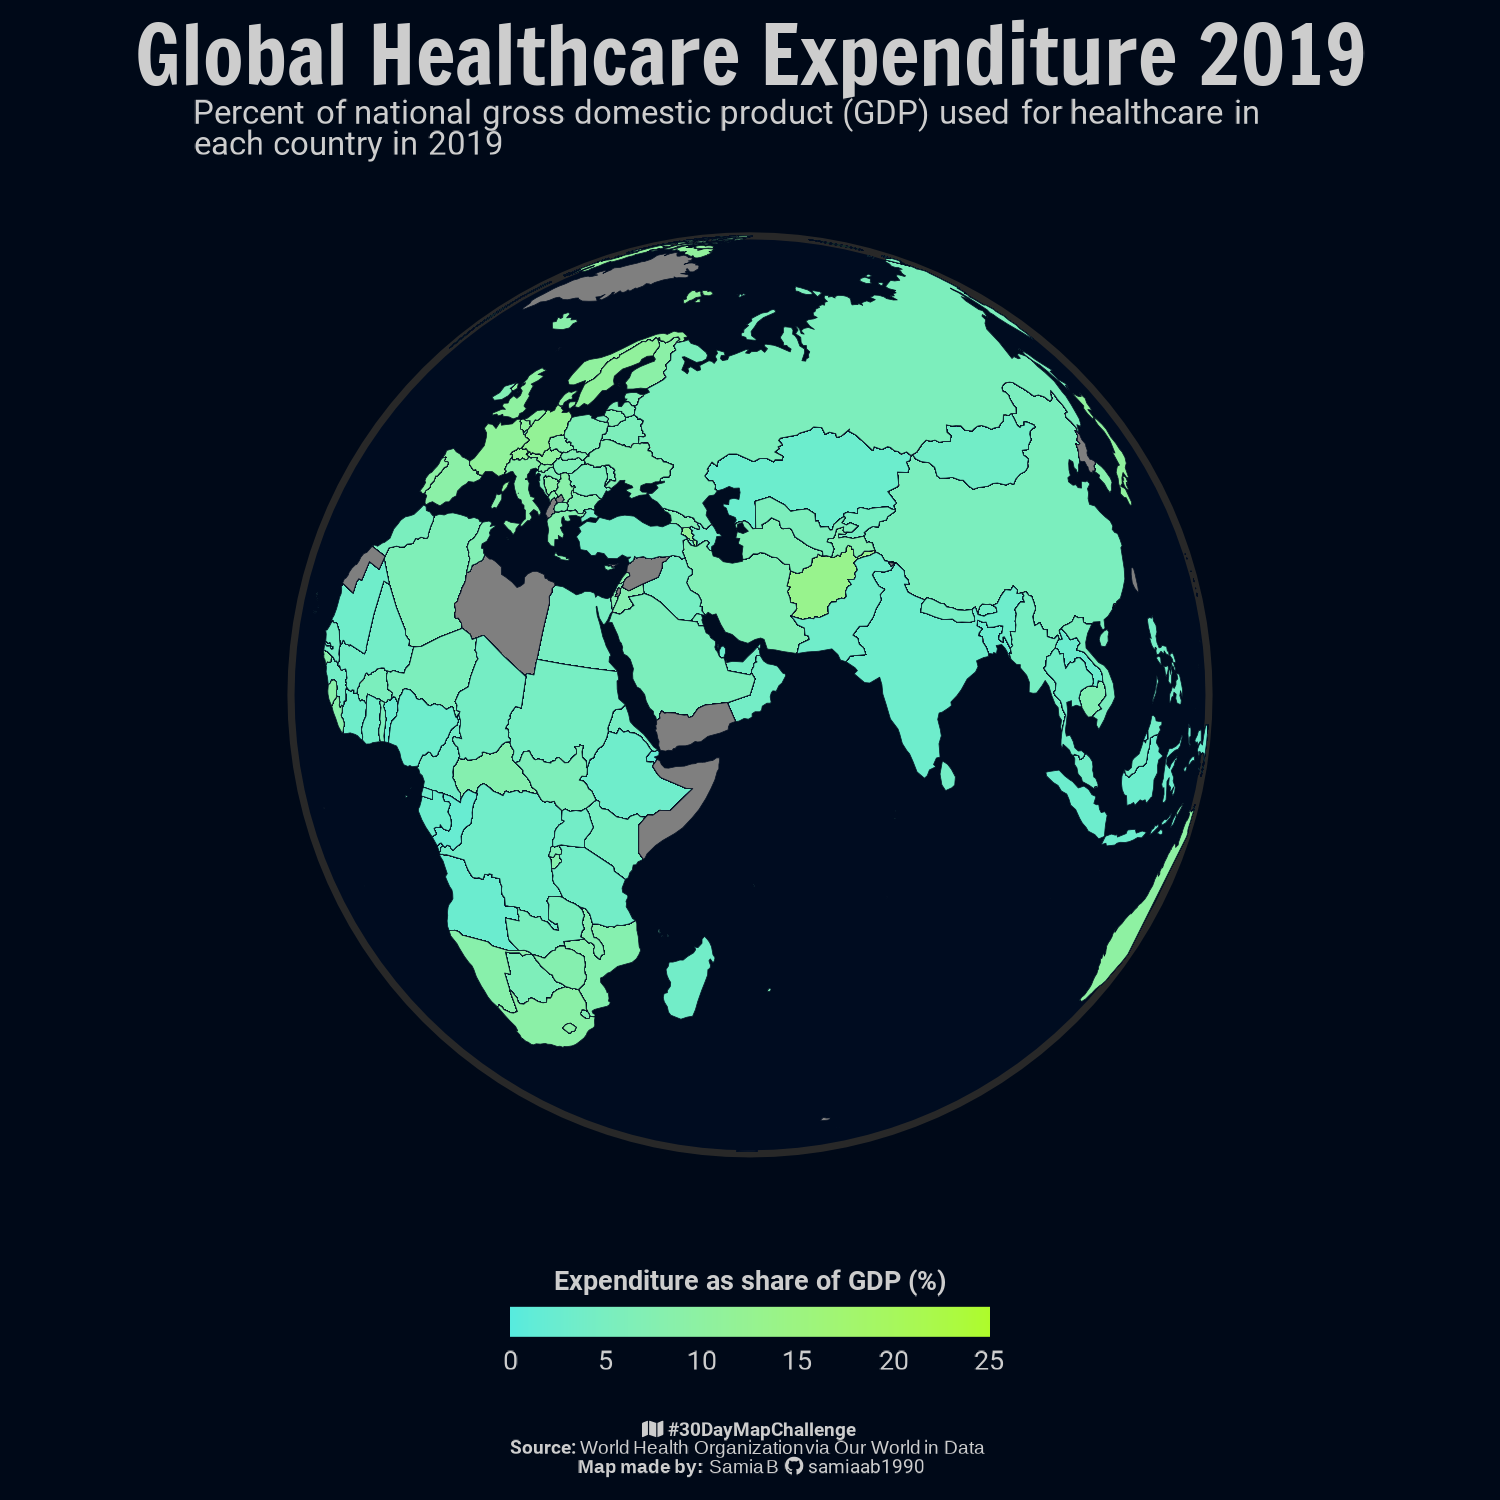 Global Healthcare Expenditure 2019
Percent of national gross domestic product (GDP) used for healthcare in
each country in 2019
Expenditure as share of GDP (%)
0 5 10 15 20 25
#30DayMapChallenge
Source: World Health Organization via Our World in Data
Map made by: Samia B samiaab1990